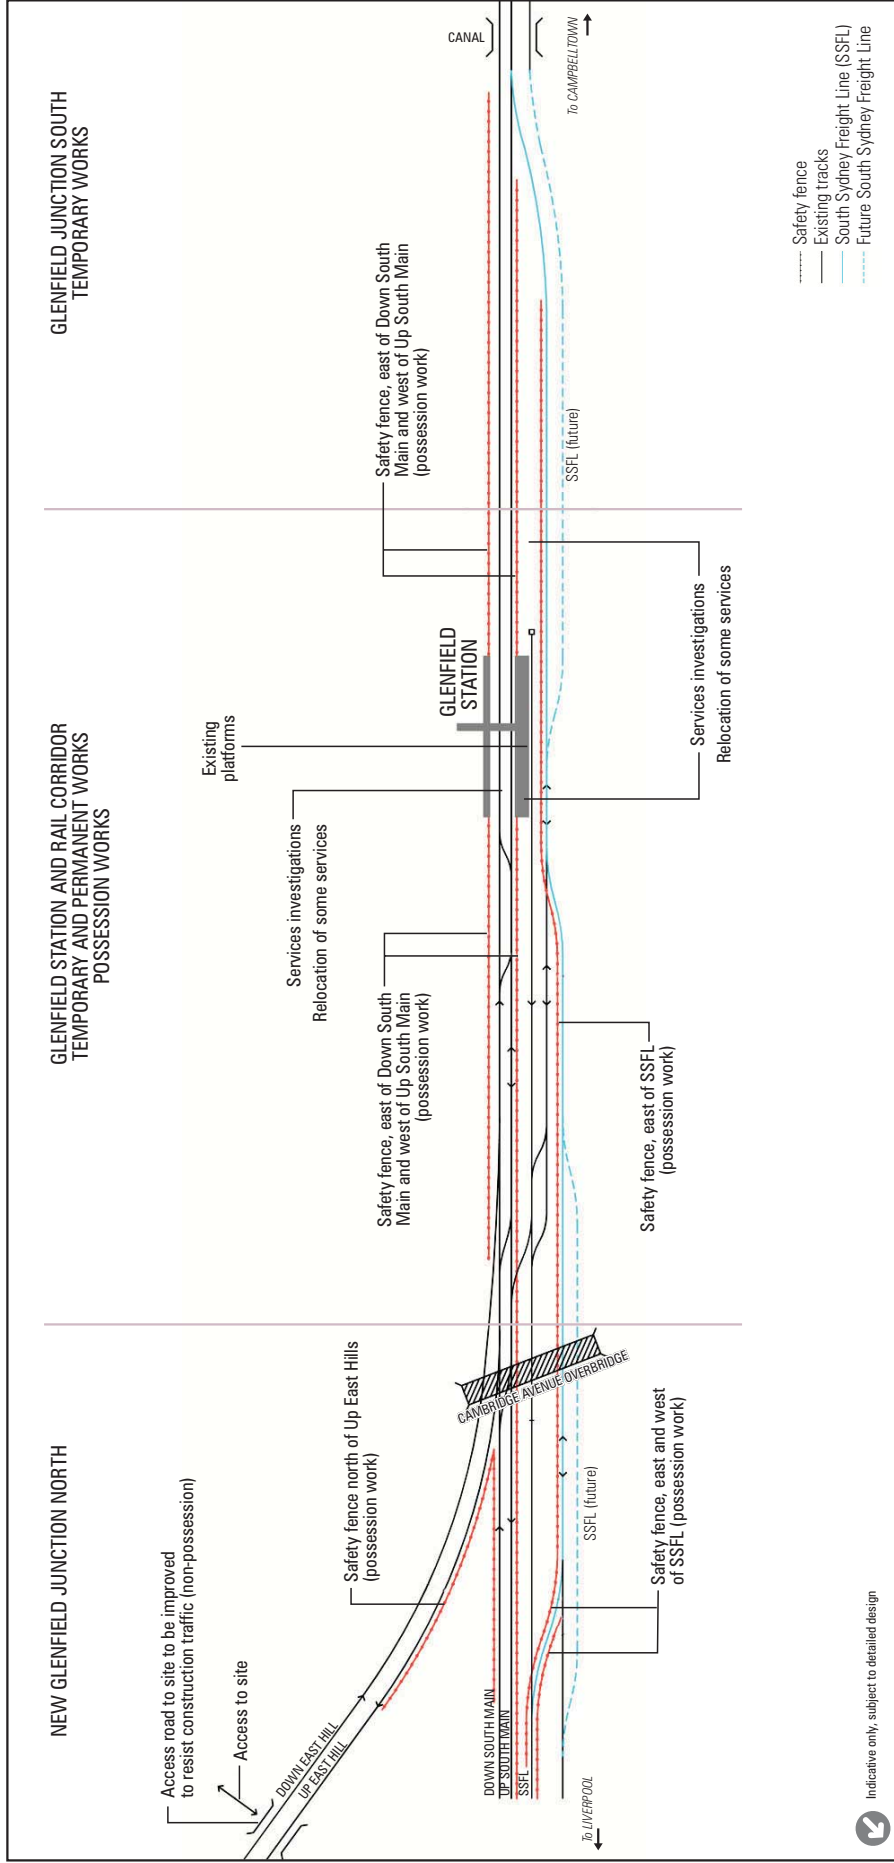 NEW GLENFIELD JUNCTION NORTH
GLENFIELD STATION AND RAIL CORRIDOR
TEMPORARY AND PERMANENT WORKS
POSSESSION WORKS
GLENFIELD JUNCTION SOUTH
TEMPORARY WORKS
Access road to site to be improved
to resist construction traffic (non-possession)
Access to site
DOWN EAST HILL
UP EAST HILL
Safety fence north of Up East Hills
(possession work)
Existing
platforms
Services investigations
Relocation of some services
Safety fence, east of Down South
Main and west of Up South Main
(possession work)
Safety fence, east of Down South
Main and west of Up South Main
(possession work)
GLENFIELD
STATION
CANAL
DOWN SOUTH MAIN
UP SOUTH MAIN
SSFL
CAMBRIDGE AVENUE OVERBRIDGE
To LIVERPOOL
To CAMPBELLTOWN
SSFL (future)
SSFL (future)
Safety fence, east and west
of SSFL (possession work)
Safety fence, east of SSFL
(possession work)
Services investigations
Relocation of some services
Safety fence
Existing tracks
South Sydney Freight Line (SSFL)
Future South Sydney Freight Line
Indicative only, subject to detailed design